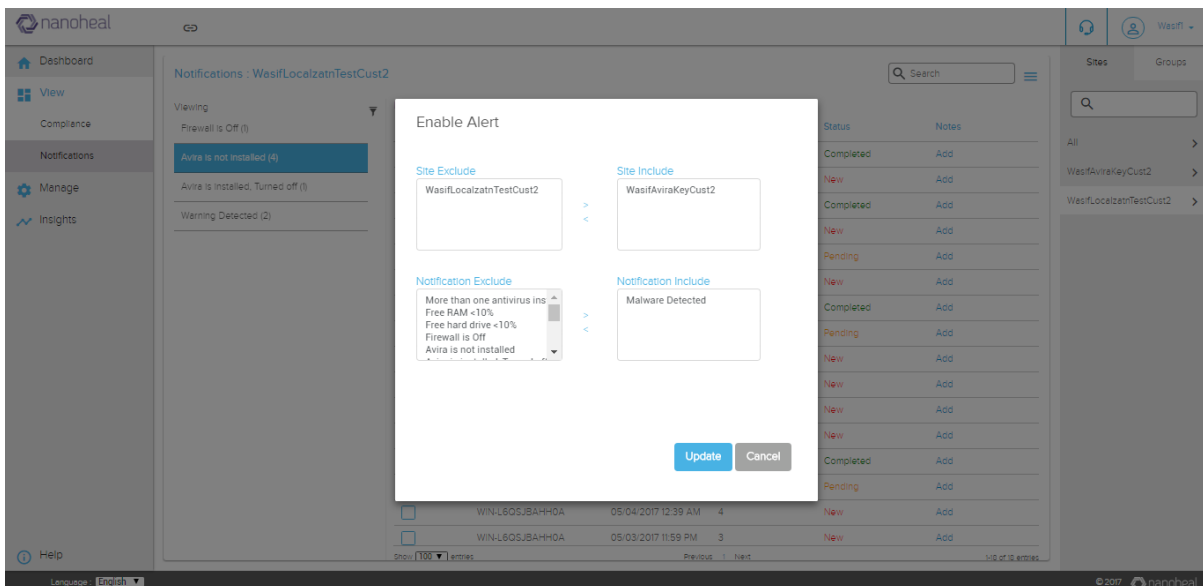 nanoheal
Wasif1
Dashboard
View
Compliance
Notifications
Manage
Insights
Help
Language : English
Notifications : WasifLocalzatnTestCust2
Search
Viewing
Firewall is Off (1)
Avira is not installed (4)
Avira is installed, Turned off (1)
Warning Detected (2)
Enable Alert
Site Exclude
WasifLocalzatnTestCust2
>
<
Site Include
WasifAviraKeyCust2
Notification Exclude
More than one antivirus ins
Free RAM <10%
Free hard drive <10%
Firewall is Off
Avira is not installed
>
<
Notification Include
Malware Detected
Update
Cancel
Status Notes
Completed Add
New Add
Completed Add
New Add
Pending Add
New Add
Completed Add
Pending Add
New Add
New Add
New Add
New Add
Completed Add
Pending Add
WIN-L6QSJBAHH0A 05/04/2017 12:39 AM 4 New Add
WIN-L6QSJBAHH0A 05/03/2017 11:59 PM 3 New Add
Show 100 entries
Previous 1 Next
1-18 of 18 entries
Sites Groups
All
WasifAviraKeyCust2
WasifLocalzatnTestCust2
© 2017 nanoheal